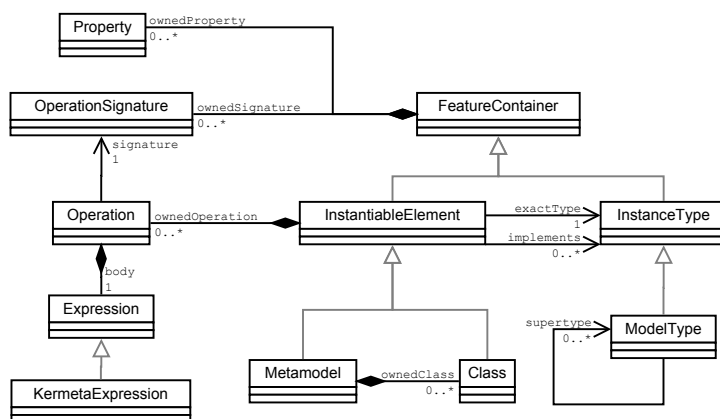 Property
ownedProperty
0..*
OperationSignature
ownedSignature
0..*
FeatureContainer
signature
1
Operation
ownedOperation
0..*
InstantiableElement
exactType
1
implements
0..*
InstanceType
body
1
Expression
supertype
0..*
ModelType
Metamodel
ownedClass
0..*
Class
KermetaExpression